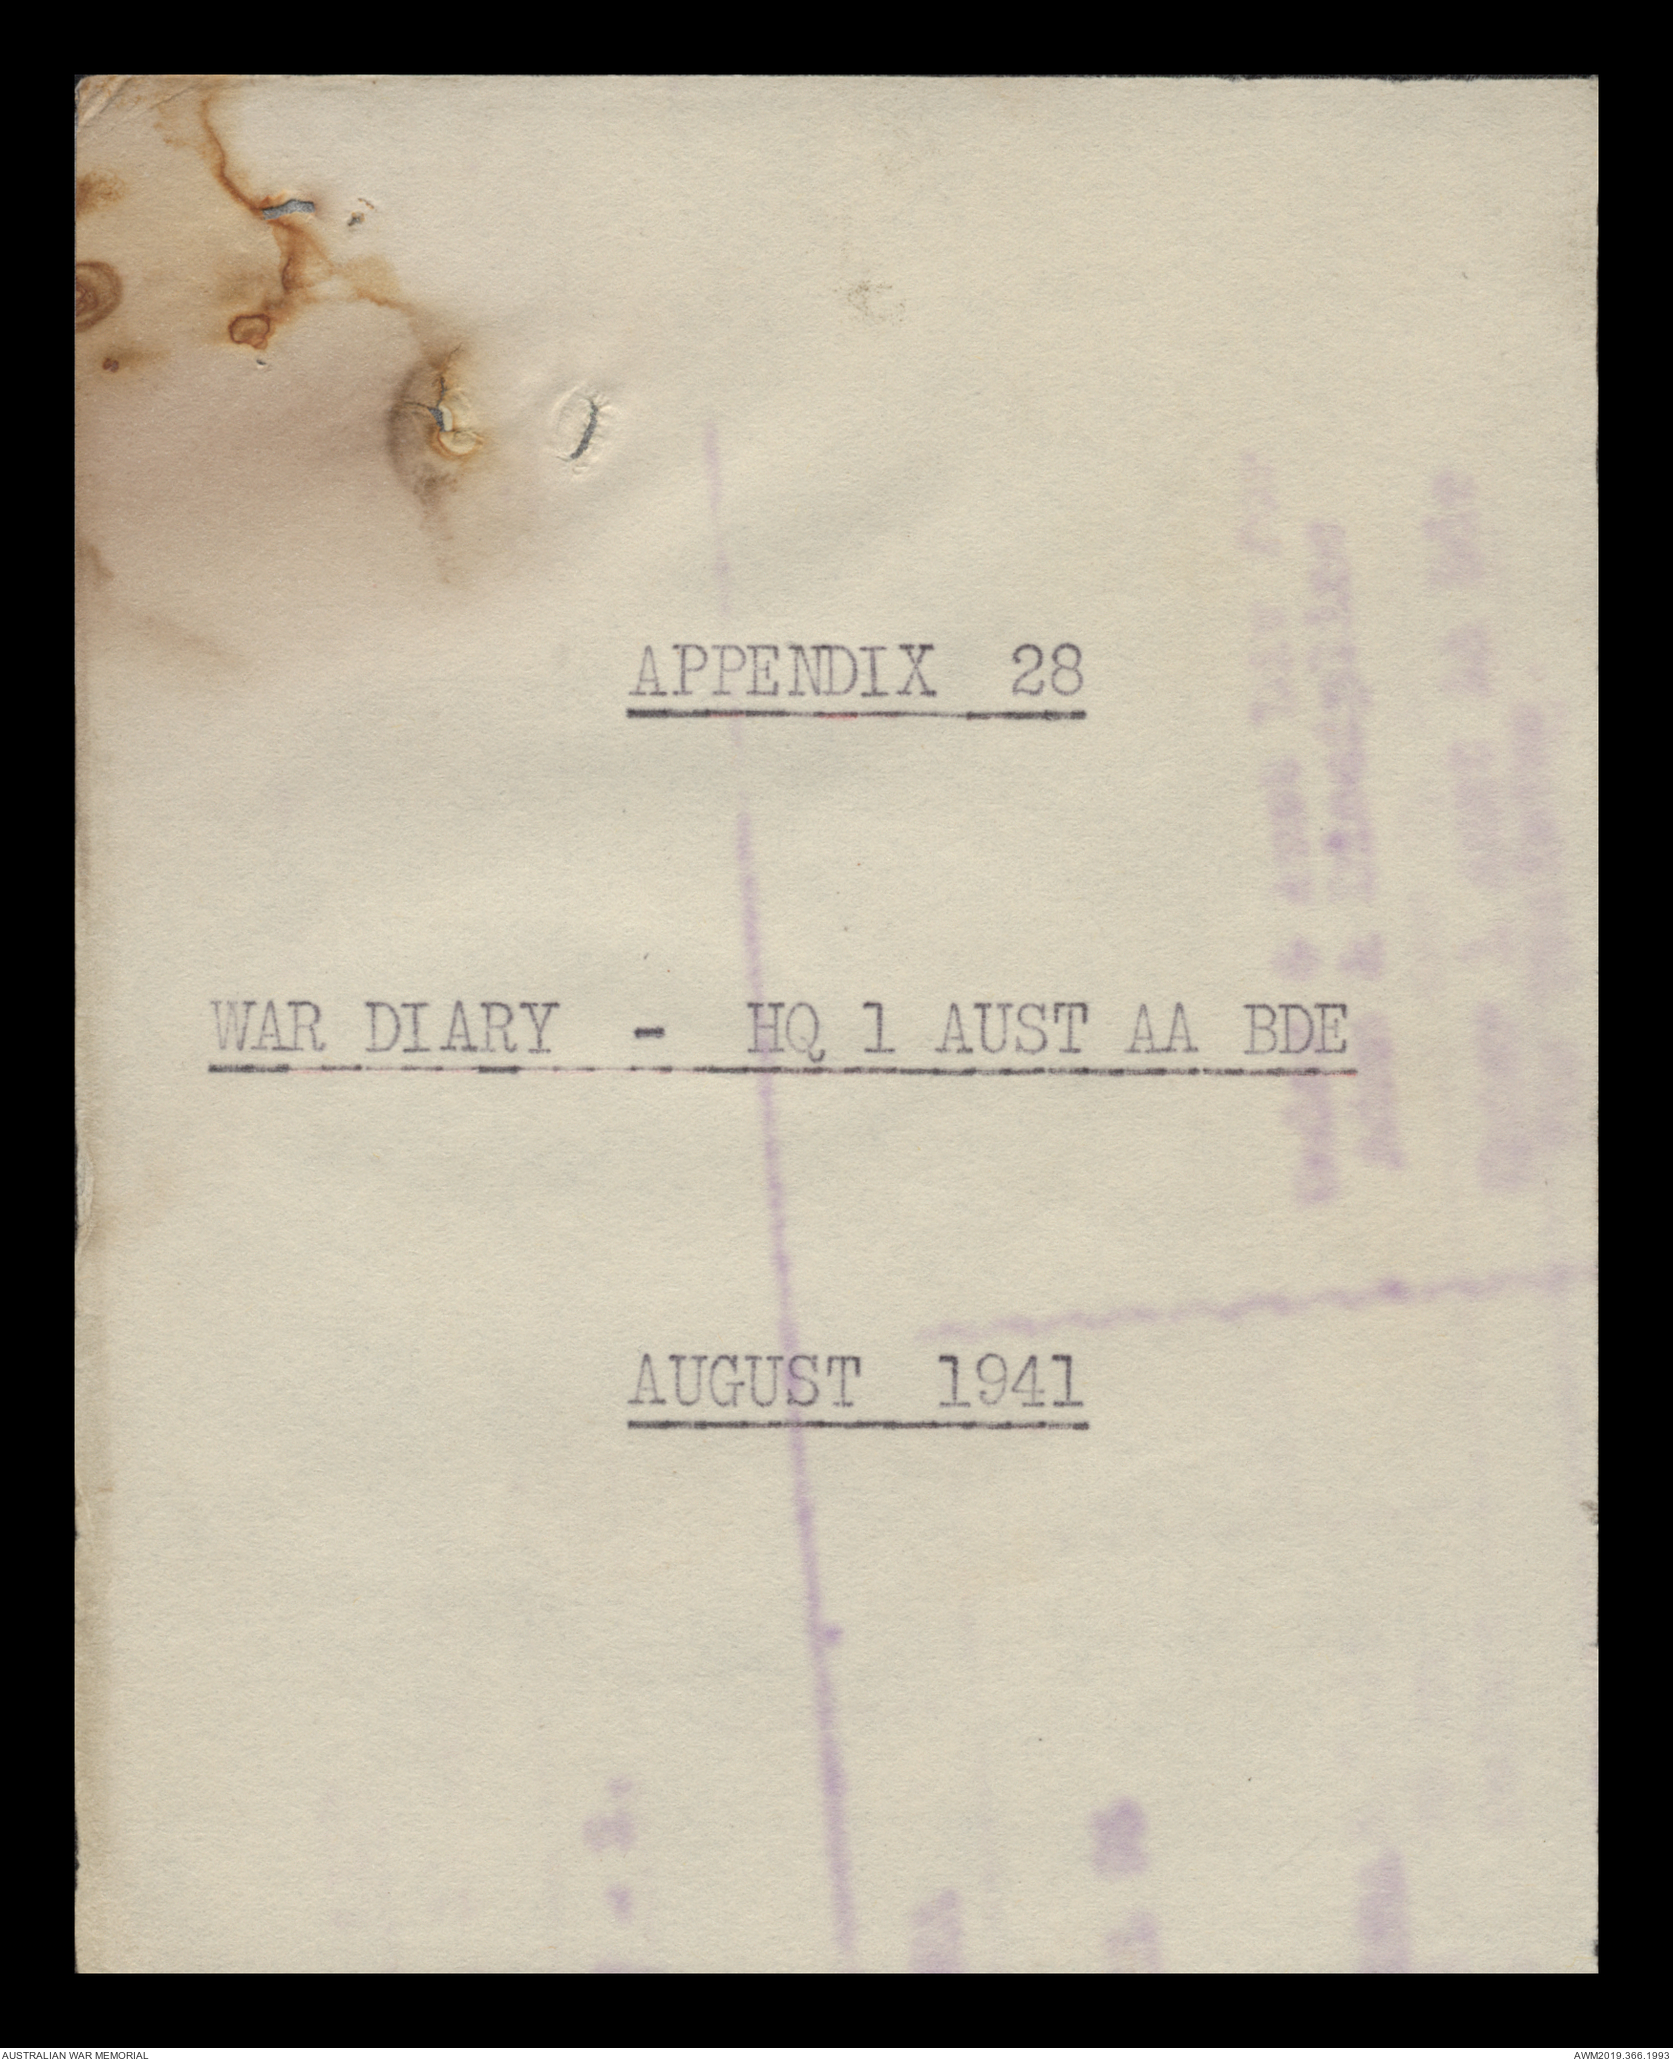 APPENDIX 28
WAR DIARY - HQ 1 AUST AA BDE
AUGUST 1941
AUSTRALIAN WAR MEMORIAL
AWM2019.366.1993